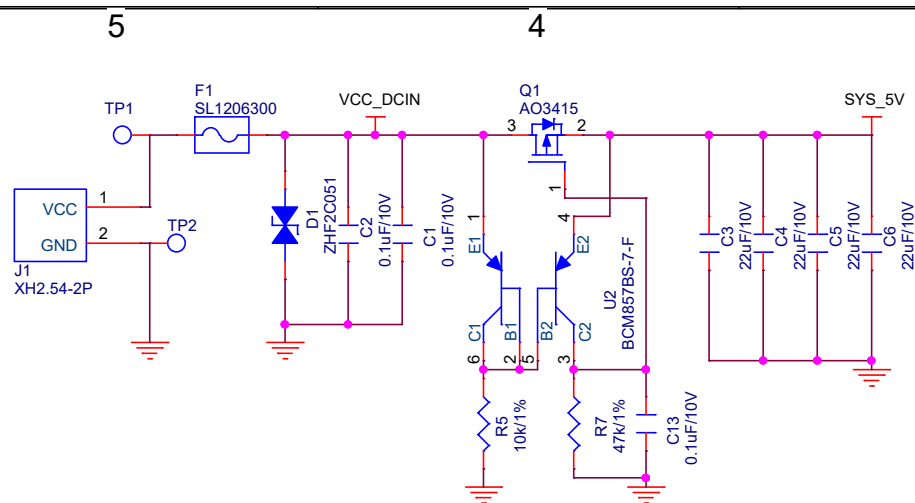 5
4
TP1
F1
SL1206300
VCC_DCIN
Q1
AO3415
SYS_5V
3
2
1
VCC
1
GND
2
TP2
J1
XH2.54-2P
D1
ZHF2C051
C2
0.1uF/10V
C1
0.1uF/10V
1
E1
4
E2
C1
B1
B2
C2
6
2
5
3
U2
BCM857BS-7-F
C3
22uF/10V
C4
22uF/10V
C5
22uF/10V
C6
22uF/10V
R5
10k/1%
R7
47k/1%
C13
0.1uF/10V